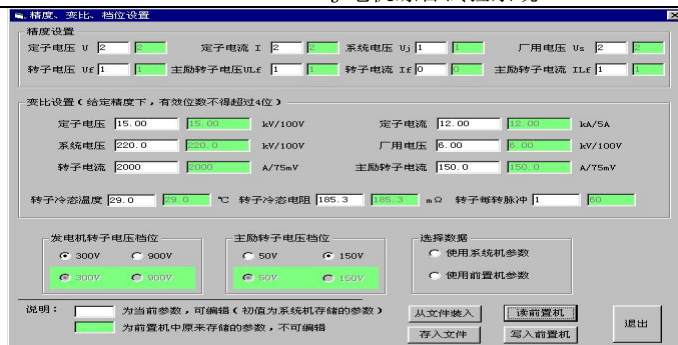 精度、变比、档位设置
精度设置
定子电压 U 2 2 定子电流 I 2 2 系统电压 Uj 1 1 厂用电压 Us 2 2
转子电压 Uf 1 1 主励转子电压ULf 1 1 转子电流 If 0 0 主励转子电流 ILf 1 1
变比设置(给定精度下,有效位数不得超过4位)
定子电压 15.00 15.00 kV/100V 定子电流 12.00 12.00 kA/5A
系统电压 220.0 220.0 kV/100V 厂用电压 6.00 6.00 kV/100V
转子电流 2000 2000 A/75mV 主励转子电流 150.0 150.0 A/75mV
转子冷态温度 29.0 29.0 ℃ 转子冷态电阻 185.3 185.3 mΩ 转子每转脉冲 1 60
发电机转子电压档位 主励转子电压档位 选择数据
300V 900V 50V 150V 使用系统机参数
300V 900V 50V 150V 使用前置机参数
说明: 为当前参数,可编辑(初值为系统机存储的参数) 从文件装入 读前置机 退出
为前置机中原来存储的参数,不可编辑 存入文件 写入前置机